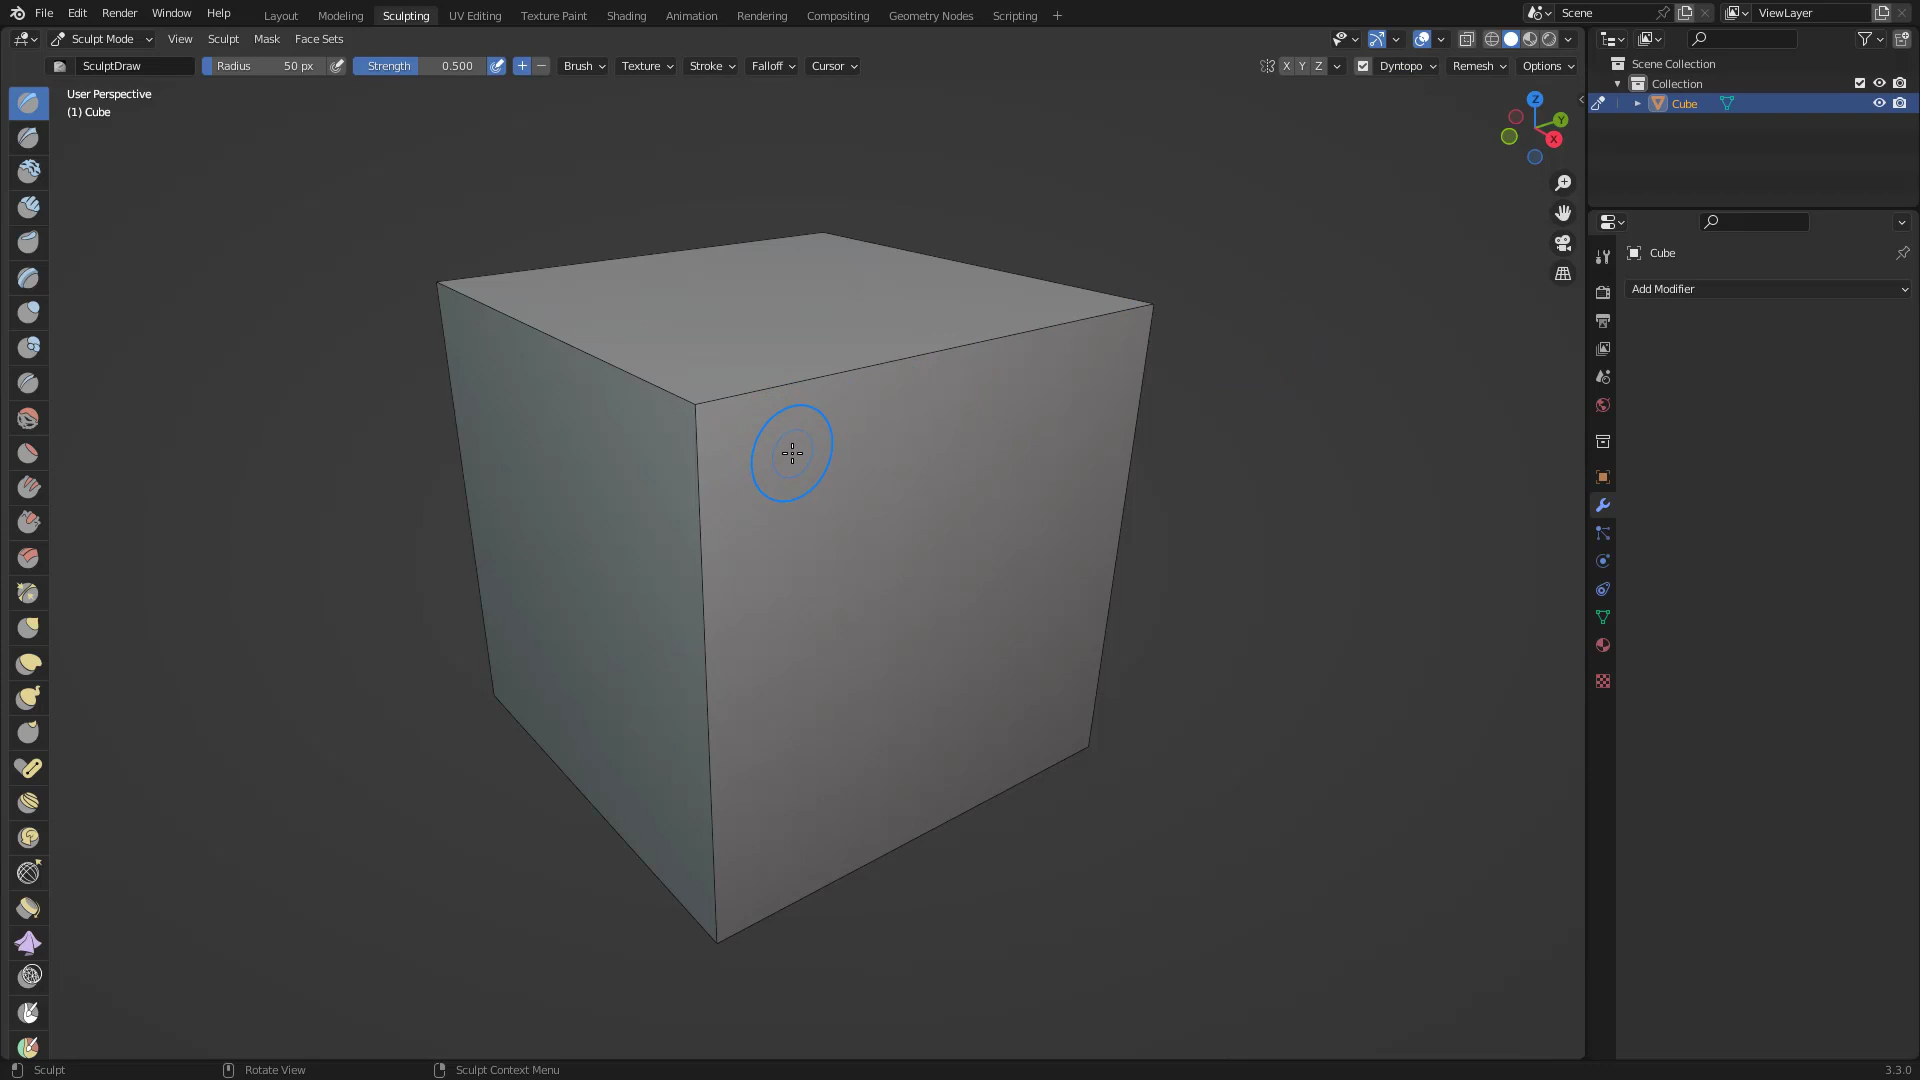 File Edit Render Window Help Layout Modeling Sculpting UV Editing Texture Paint Shading Animation Rendering Compositing Geometry Nodes Scripting + Scene ViewLayer
Sculpt Mode View Sculpt Mask Face Sets
SculptDraw Radius 50 px Strength 0.500 + − Brush Texture Stroke Falloff Cursor X Y Z Dyntopo Remesh Options
User Perspective
(1) Cube
Z
Y
X
Scene Collection
Collection
Cube
Cube
Add Modifier
Sculpt Rotate View Sculpt Context Menu 3.3.0